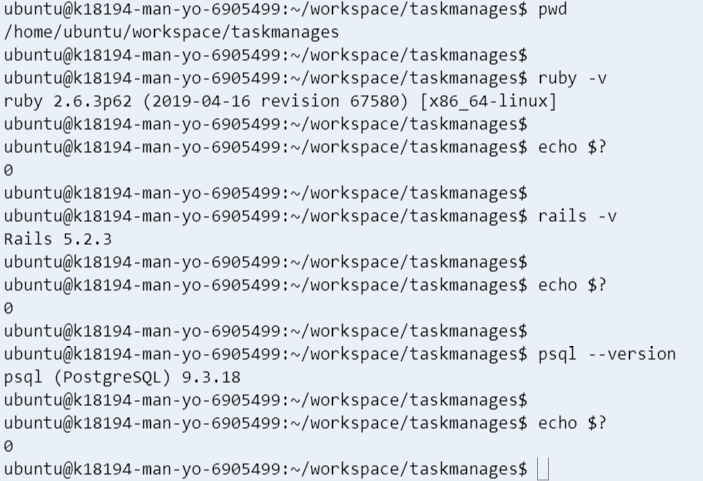 ubuntu@k18194-man-yo-6905499:~/workspace/taskmanages$ pwd
/home/ubuntu/workspace/taskmanages
ubuntu@k18194-man-yo-6905499:~/workspace/taskmanages$
ubuntu@k18194-man-yo-6905499:~/workspace/taskmanages$ ruby -v
ruby 2.6.3p62 (2019-04-16 revision 67580) [x86_64-linux]
ubuntu@k18194-man-yo-6905499:~/workspace/taskmanages$
ubuntu@k18194-man-yo-6905499:~/workspace/taskmanages$ echo $?
0
ubuntu@k18194-man-yo-6905499:~/workspace/taskmanages$
ubuntu@k18194-man-yo-6905499:~/workspace/taskmanages$ rails -v
Rails 5.2.3
ubuntu@k18194-man-yo-6905499:~/workspace/taskmanages$
ubuntu@k18194-man-yo-6905499:~/workspace/taskmanages$ echo $?
0
ubuntu@k18194-man-yo-6905499:~/workspace/taskmanages$
ubuntu@k18194-man-yo-6905499:~/workspace/taskmanages$ psql --version
psql (PostgreSQL) 9.3.18
ubuntu@k18194-man-yo-6905499:~/workspace/taskmanages$
ubuntu@k18194-man-yo-6905499:~/workspace/taskmanages$ echo $?
0
ubuntu@k18194-man-yo-6905499:~/workspace/taskmanages$